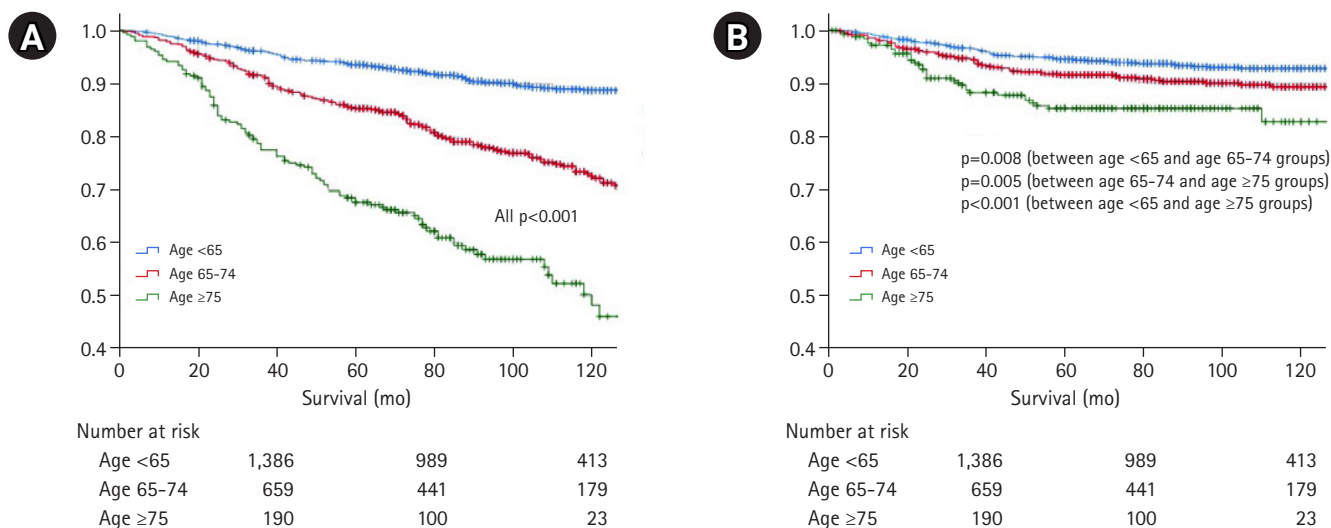 A
1.0
0.9
0.8
0.7
0.6
0.5
0.4
All p<0.001
Age <65
Age 65-74
Age ≥75
0 20 40 60 80 100 120
Survival (mo)
Number at risk
Age <65 1,386 989 413
Age 65-74 659 441 179
Age ≥75 190 100 23
B
1.0
0.9
0.8
0.7
0.6
0.5
0.4
p=0.008 (between age <65 and age 65-74 groups)
p=0.005 (between age 65-74 and age ≥75 groups)
p<0.001 (between age <65 and age ≥75 groups)
Age <65
Age 65-74
Age ≥75
0 20 40 60 80 100 120
Survival (mo)
Number at risk
Age <65 1,386 989 413
Age 65-74 659 441 179
Age ≥75 190 100 23